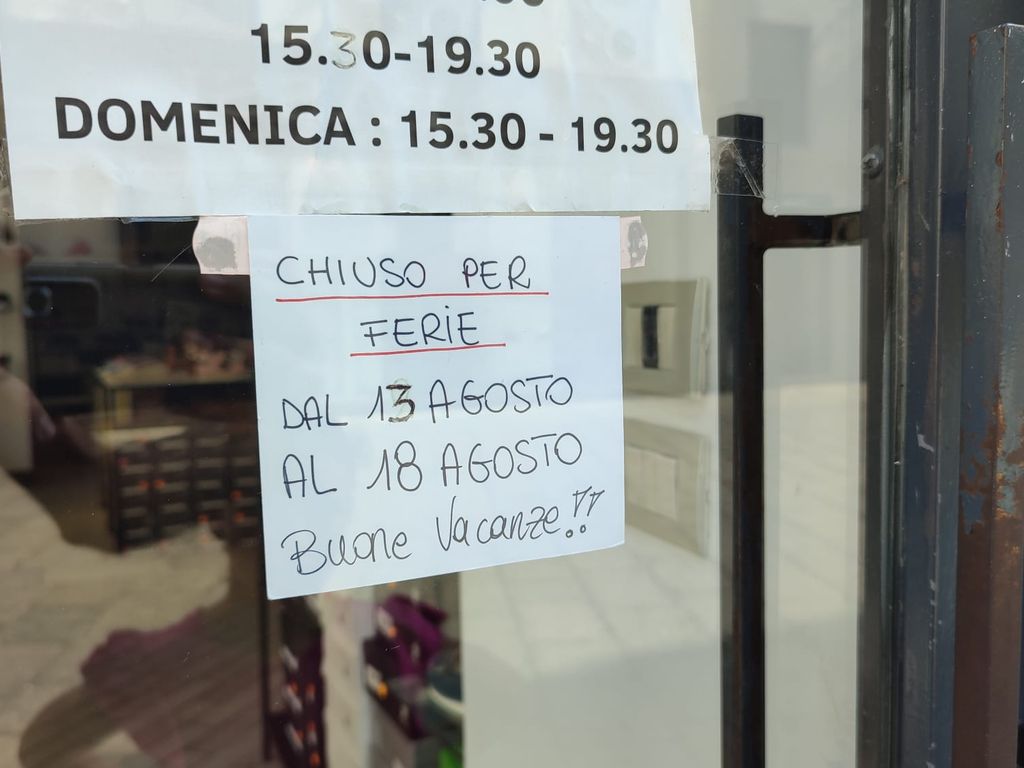 15.30-19.30
DOMENICA : 15.30 - 19.30
CHIUSO PER
FERIE
DAL 13 AGOSTO
AL 18 AGOSTO
Buone Vacanze!!